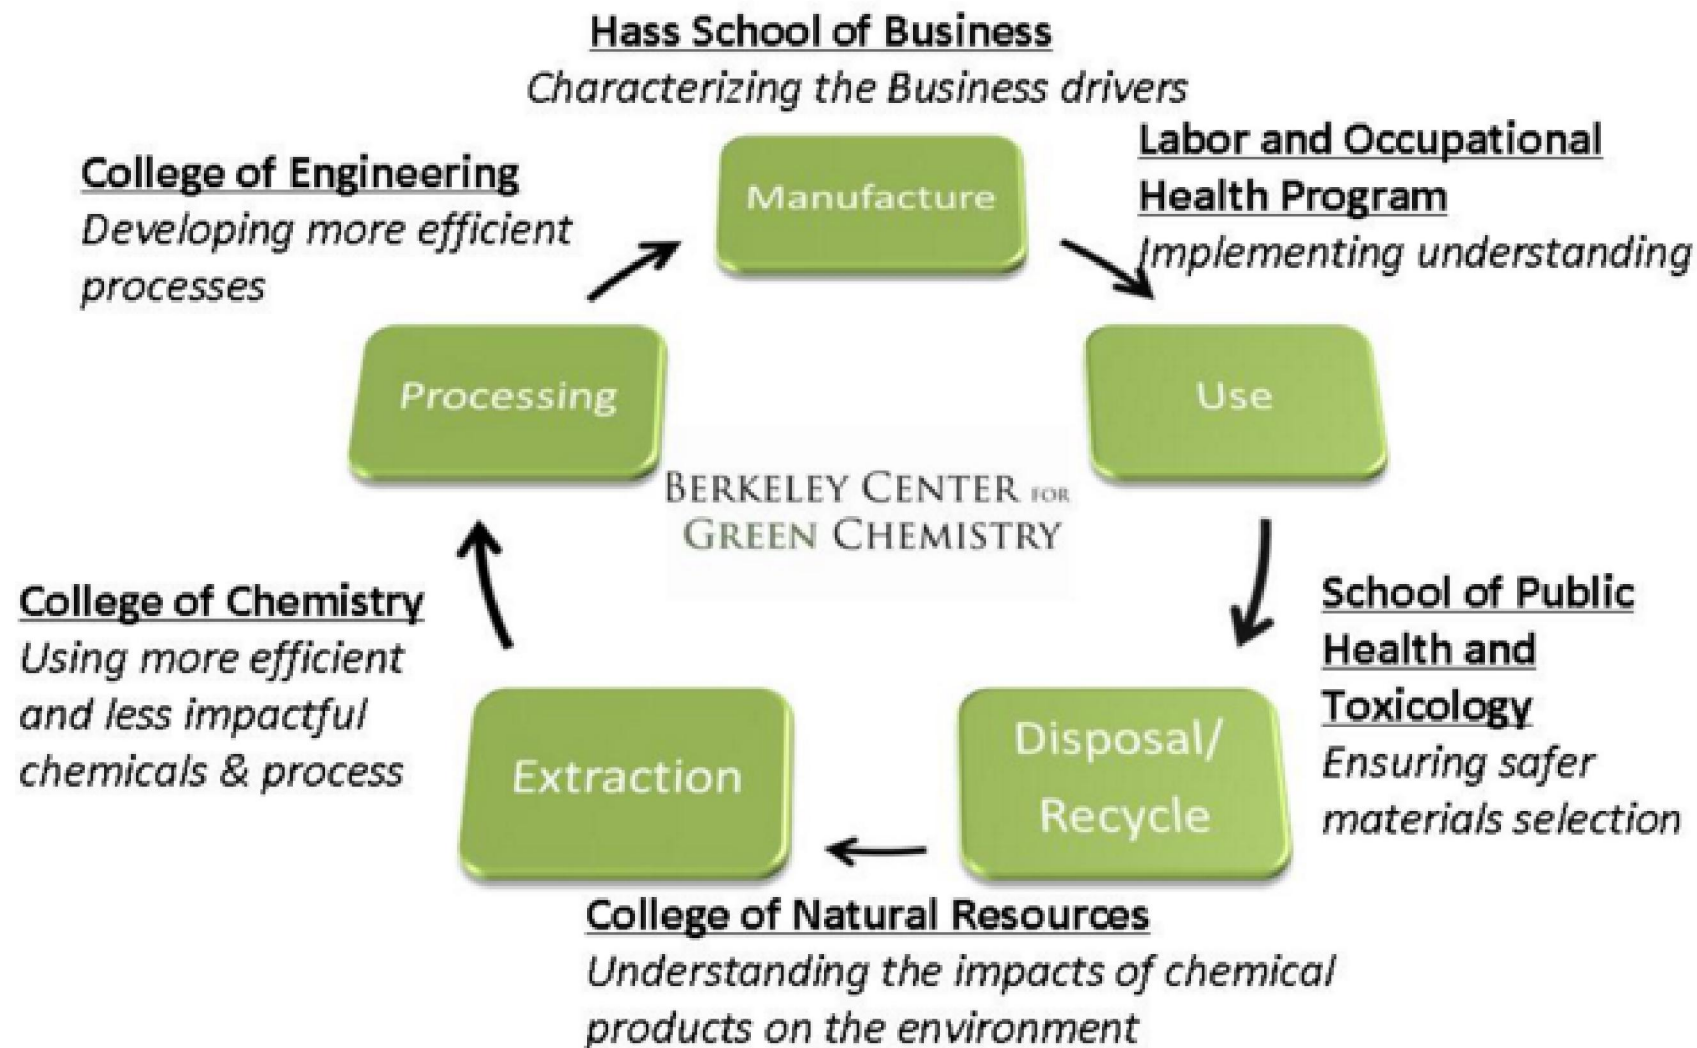 Hass School of Business
Characterizing the Business drivers
Labor and Occupational
Health Program
Implementing understanding
College of Engineering
Developing more efficient
processes
Manufacture
Processing
Use
BERKELEY CENTER FOR
GREEN CHEMISTRY
College of Chemistry
Using more efficient
and less impactful
chemicals & process
School of Public
Health and
Toxicology
Ensuring safer
materials selection
Extraction
Disposal/
Recycle
College of Natural Resources
Understanding the impacts of chemical
products on the environment